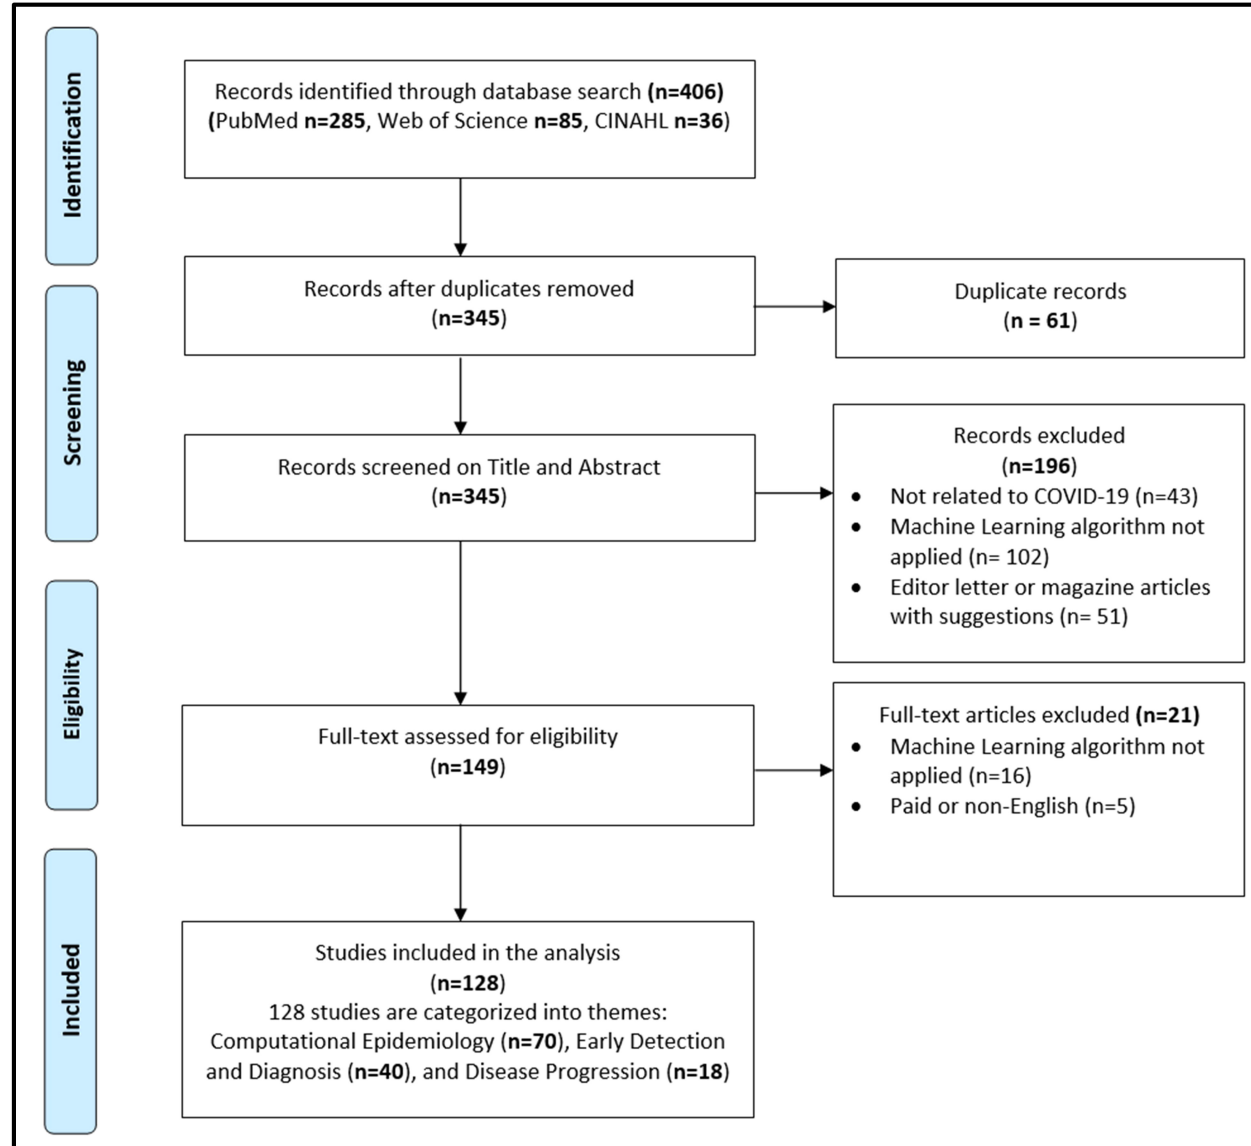 Identification
Records identified through database search (n=406)
(PubMed n=285, Web of Science n=85, CINAHL n=36)
Screening
Records after duplicates removed
(n=345)
Duplicate records
(n = 61)
Records screened on Title and Abstract
(n=345)
Records excluded
(n=196)
• Not related to COVID-19 (n=43)
• Machine Learning algorithm not
applied (n= 102)
• Editor letter or magazine articles
with suggestions (n= 51)
Eligibility
Full-text assessed for eligibility
(n=149)
Full-text articles excluded (n=21)
• Machine Learning algorithm not
applied (n=16)
• Paid or non-English (n=5)
Included
Studies included in the analysis
(n=128)
128 studies are categorized into themes:
Computational Epidemiology (n=70), Early Detection
and Diagnosis (n=40), and Disease Progression (n=18)